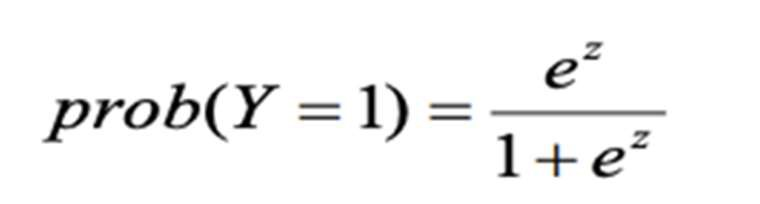 prob(Y = 1) = e^z / (1 + e^z)